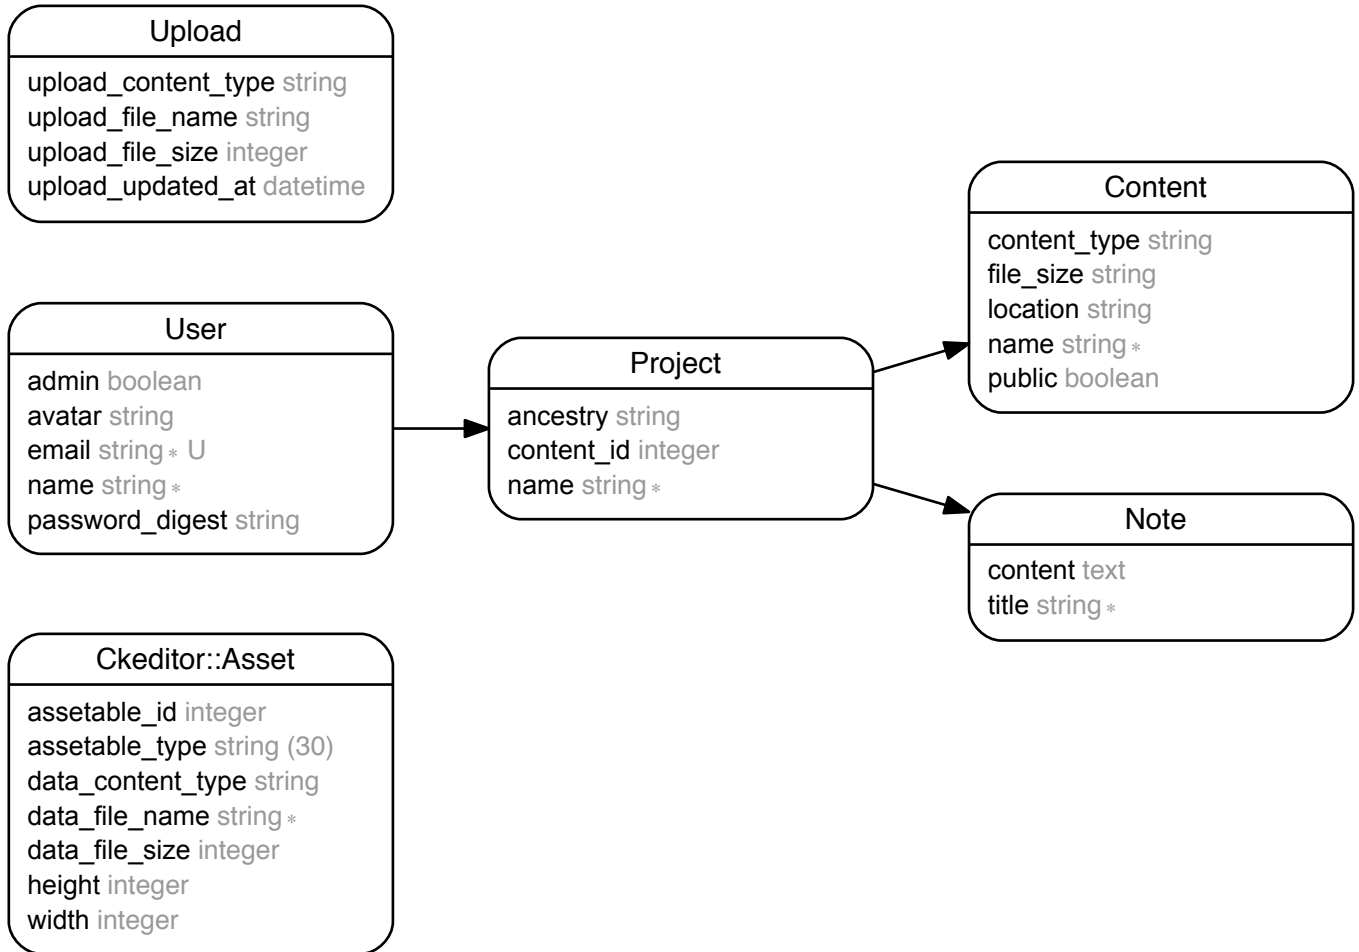 Upload
upload_content_type string
upload_file_name string
upload_file_size integer
upload_updated_at datetime
User
admin boolean
avatar string
email string∗ U
name string∗
password_digest string
Ckeditor::Asset
assetable_id integer
assetable_type string (30)
data_content_type string
data_file_name string∗
data_file_size integer
height integer
width integer
Project
ancestry string
content_id integer
name string∗
Content
content_type string
file_size string
location string
name string∗
public boolean
Note
content text
title string∗